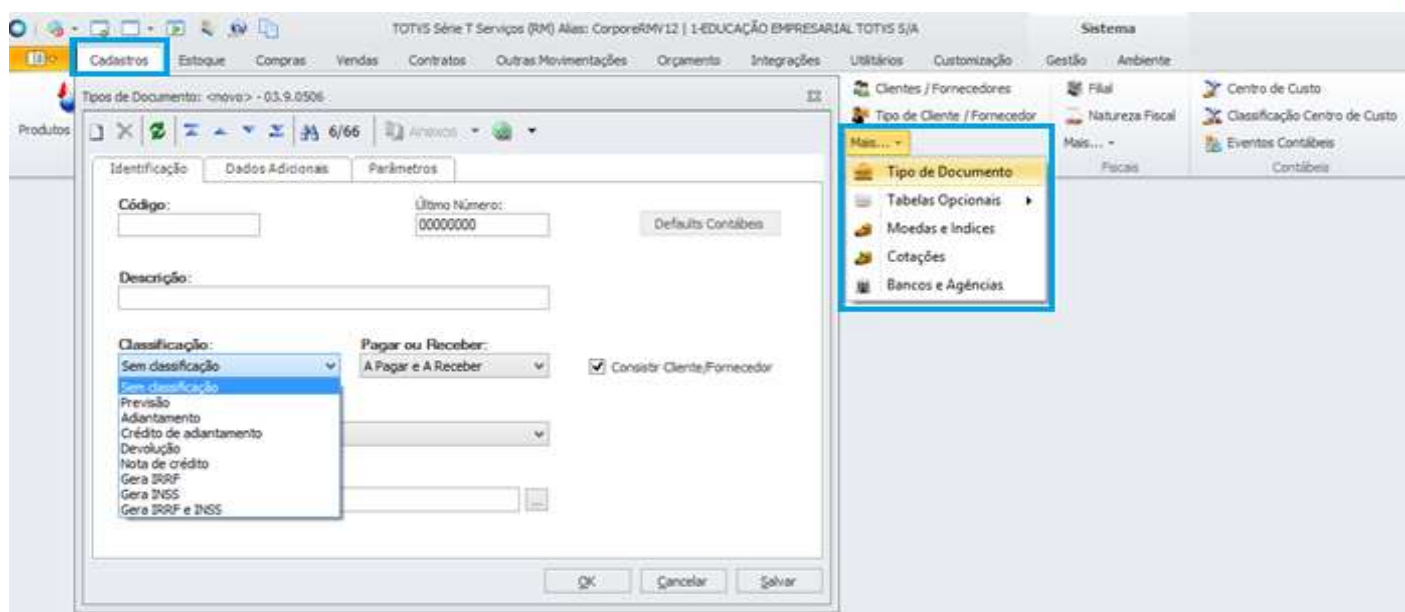 TOTVS Série T Serviços (RM) Alias: CorporeRMV12 | 1-EDUCAÇÃO EMPRESARIAL TOTVS S/A
Sistema
Cadastros Estoque Compras Vendas Contratos Outras Movimentações Orçamento Integrações Utilitários Customização Gestão Ambiente
Produtos
Tipos de Documento: <novo> - 03.9.0506
6/66 Anexos
Identificação Dados Adicionais Parâmetros
Código:
Último Número:
00000000
Defaults Contábeis
Descrição:
Classificação:
Pagar ou Receber:
Sem classificação
A Pagar e A Receber
Consistir Cliente/Fornecedor
Sem classificação
Previsão
Adiantamento
Crédito de adiantamento
Devolução
Nota de crédito
Gera IRRF
Gera INSS
Gera IRRF e INSS
...
OK Cancelar Salvar
Clientes / Fornecedores
Tipo de Cliente / Fornecedor
Mais...
Tipo de Documento
Tabelas Opcionais
Moedas e Indices
Cotações
Bancos e Agências
Filial
Natureza Fiscal
Mais...
Fiscais
Centro de Custo
Classificação Centro de Custo
Eventos Contábeis
Contábeis